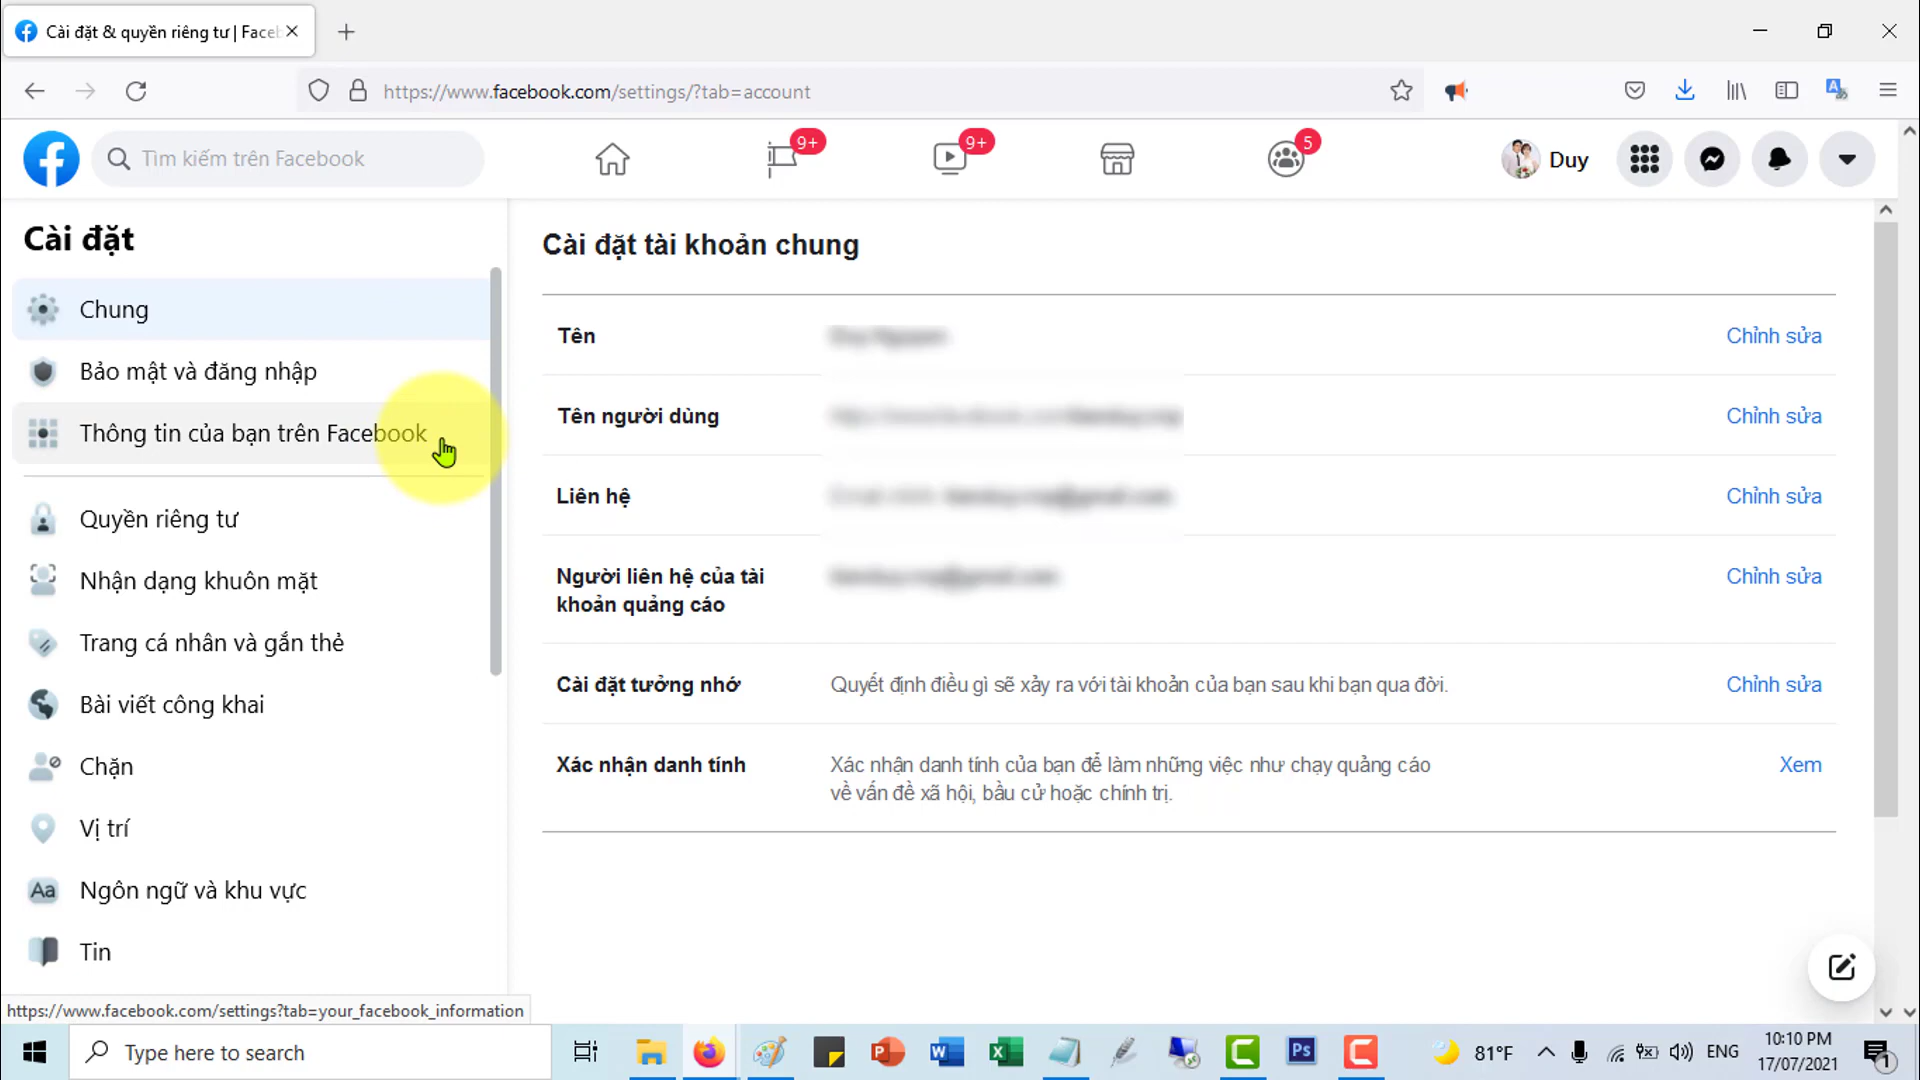 Cài đặt & quyền riêng tư | Face
https://www.facebook.com/settings/?tab=account
Tìm kiếm trên Facebook
9+
9+
5
Duy
Cài đặt
Chung
Bảo mật và đăng nhập
Thông tin của bạn trên Facebook
Quyền riêng tư
Nhận dạng khuôn mặt
Trang cá nhân và gắn thẻ
Bài viết công khai
Chặn
Vị trí
Aa
Ngôn ngữ và khu vực
Tin
https://www.facebook.com/settings?tab=your_facebook_information
Cài đặt tài khoản chung
Tên
Chỉnh sửa
Tên người dùng
Chỉnh sửa
Liên hệ
Chỉnh sửa
Người liên hệ của tài
khoản quảng cáo
Chỉnh sửa
Cài đặt tưởng nhớ
Quyết định điều gì sẽ xảy ra với tài khoản của bạn sau khi bạn qua đời.
Chỉnh sửa
Xác nhận danh tính
Xác nhận danh tính của bạn để làm những việc như chạy quảng cáo
về vấn đề xã hội, bầu cử hoặc chính trị.
Xem
Type here to search
Ps
81°F
ENG
10:10 PM
17/07/2021
1